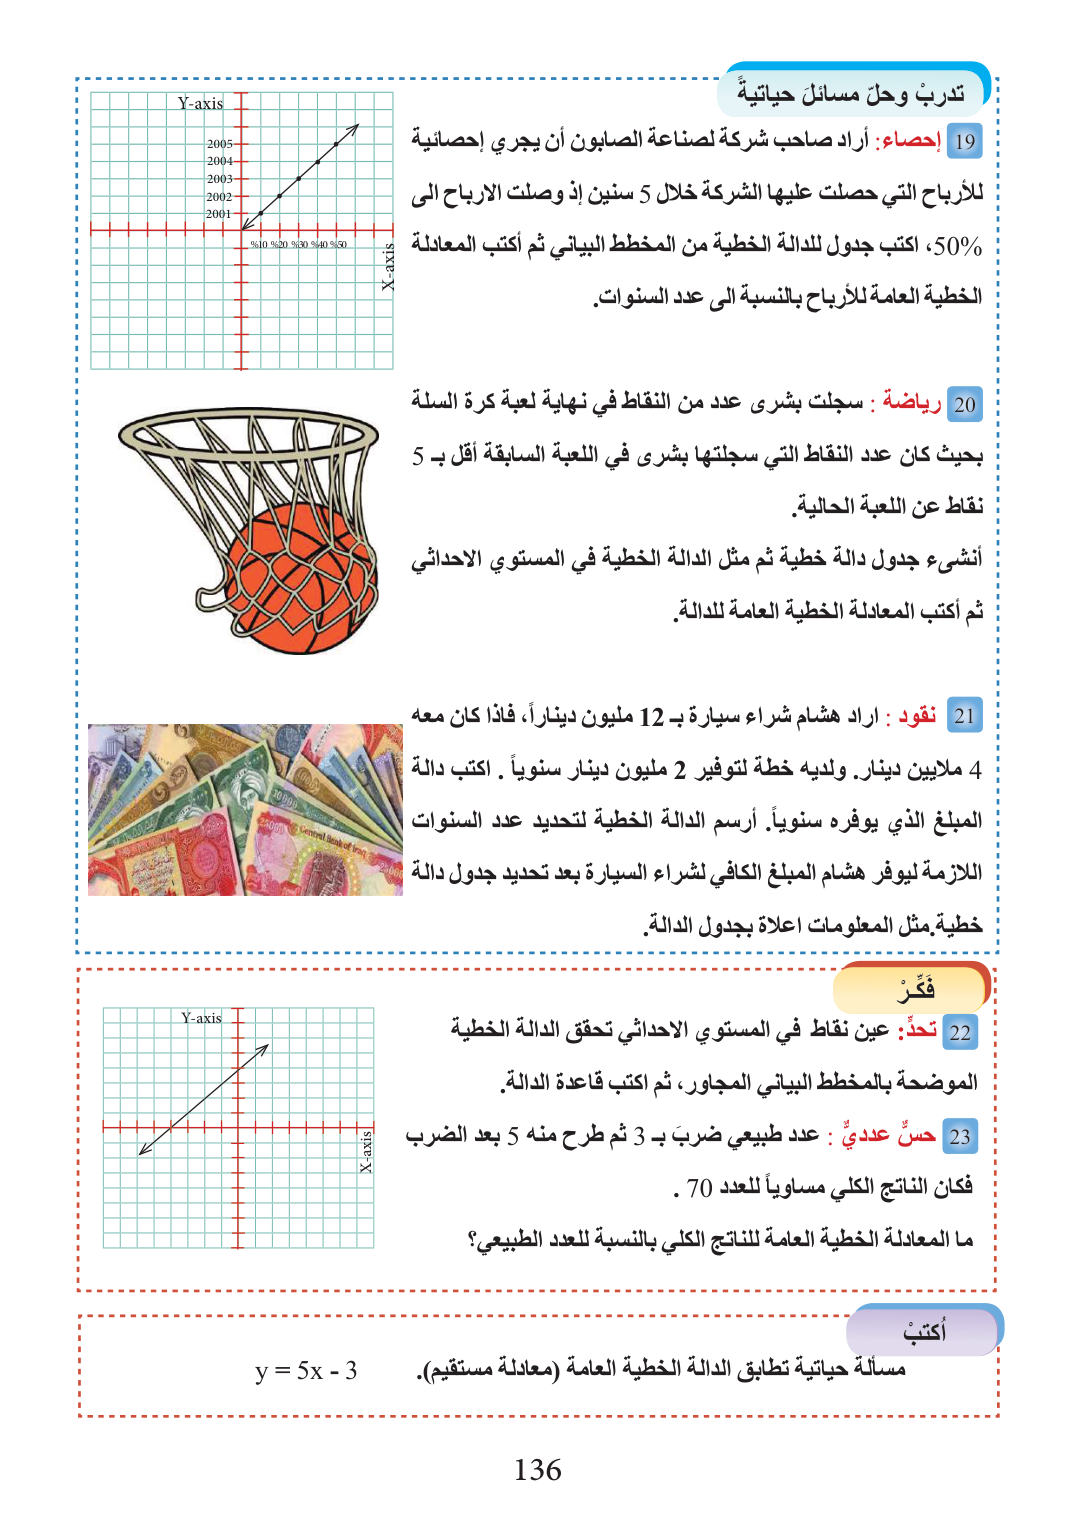 تدربْ وحلّ مسائلَ حياتيةً
19 إحصاء: أراد صاحب شركة لصناعة الصابون أن يجري إحصائية
للأرباح التي حصلت عليها الشركة خلال 5 سنين إذ وصلت الارباح الى
50%، اكتب جدول للدالة الخطية من المخطط البياني ثم أكتب المعادلة
الخطية العامة للأرباح بالنسبة الى عدد السنوات.
Y-axis
2005
2004
2003
2002
2001
%10 %20 %30 %40 %50
X-axis
20 رياضة : سجلت بشرى عدد من النقاط في نهاية لعبة كرة السلة
بحيث كان عدد النقاط التي سجلتها بشرى في اللعبة السابقة أقل بـ 5
نقاط عن اللعبة الحالية.
أنشىء جدول دالة خطية ثم مثل الدالة الخطية في المستوي الاحداثي
ثم أكتب المعادلة الخطية العامة للدالة.
21 نقود : اراد هشام شراء سيارة بـ 12 مليون ديناراً، فاذا كان معه
4 ملايين دينار. ولديه خطة لتوفير 2 مليون دينار سنوياً . اكتب دالة
المبلغ الذي يوفره سنوياً. أرسم الدالة الخطية لتحديد عدد السنوات
اللازمة ليوفر هشام المبلغ الكافي لشراء السيارة بعد تحديد جدول دالة
خطية.مثل المعلومات اعلاة بجدول الدالة.
10000
25000
Central Bank of Iraq
25000
فَكِّـرْ
22 تحدٍّ: عين نقاط في المستوي الاحداثي تحقق الدالة الخطية
الموضحة بالمخطط البياني المجاور، ثم اكتب قاعدة الدالة.
Y-axis
X-axis
23 حسٌّ عدديٌّ : عدد طبيعي ضربَ بـ 3 ثم طرح منه 5 بعد الضرب
فكان الناتج الكلي مساوياً للعدد 70 .
ما المعادلة الخطية العامة للناتج الكلي بالنسبة للعدد الطبيعي؟
اُكتبْ
مسألة حياتية تطابق الدالة الخطية العامة (معادلة مستقيم). y = 5x - 3
136